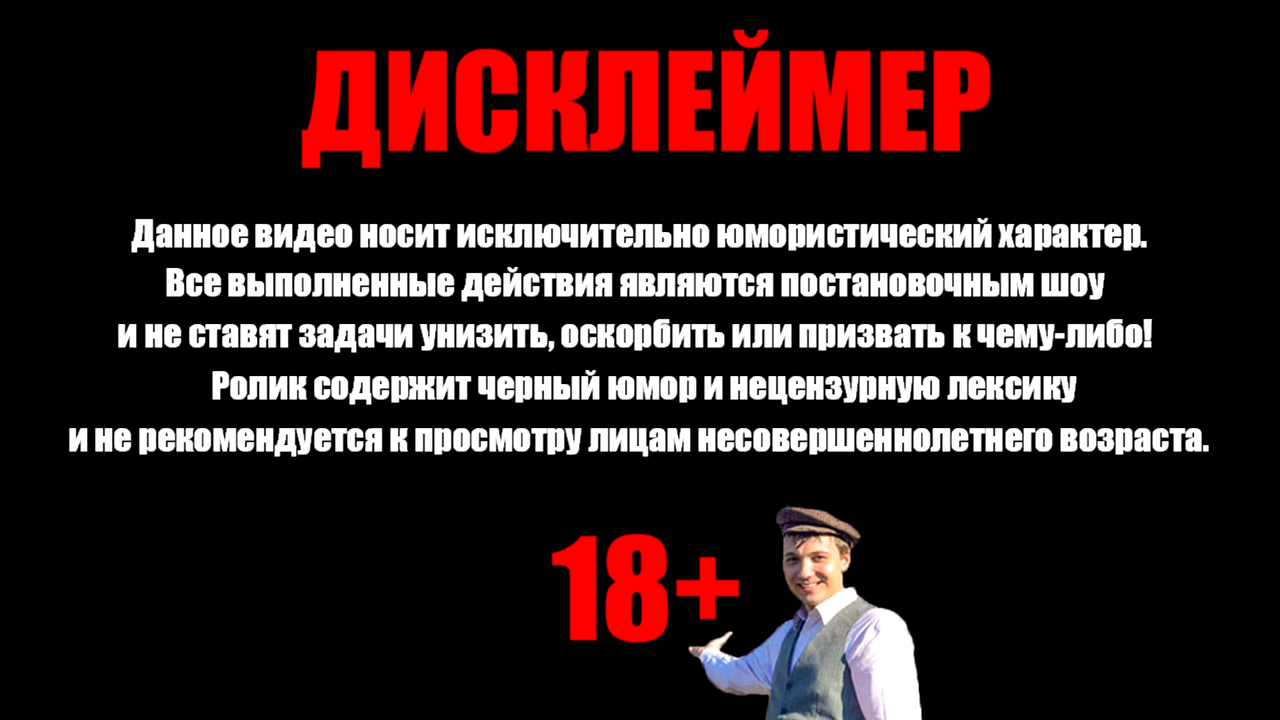 ДИСКЛЕЙМЕР
Данное видео носит исключительно юмористический характер.
Все выполненные действия являются постановочным шоу
и не ставят задачи унизить, оскорбить или призвать к чему-либо!
Ролик содержит черный юмор и нецензурную лексику
и не рекомендуется к просмотру лицам несовершеннолетнего возраста.
18+